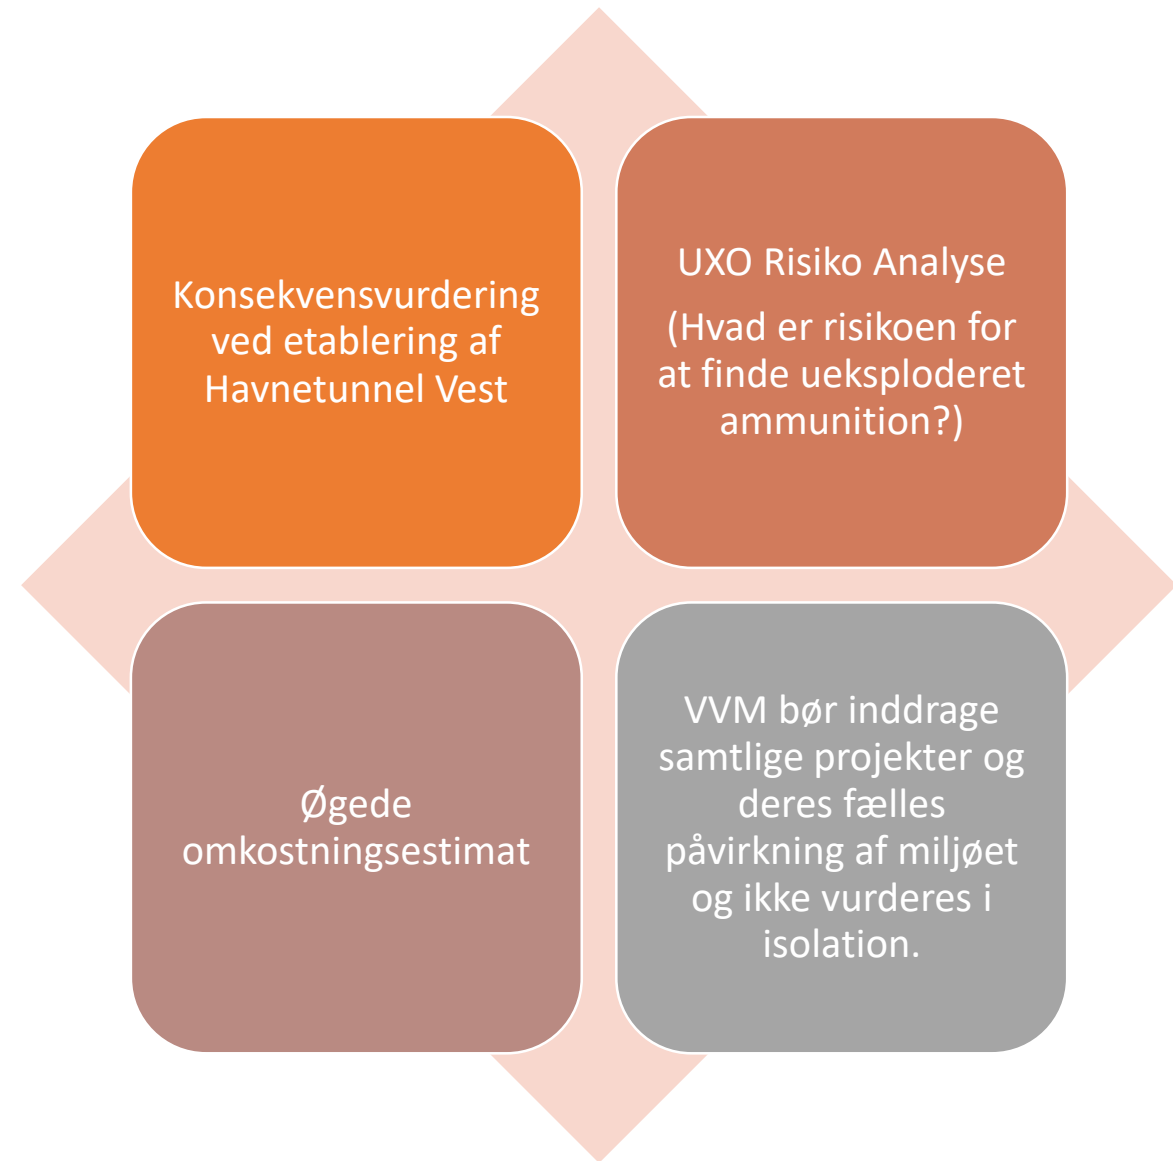 Konsekvensvurdering
ved etablering af
Havnetunnel Vest
UXO Risiko Analyse
(Hvad er risikoen for
at finde ueksploderet
ammunition?)
Øgede
omkostningsestimat
VVM bør inddrage
samtlige projekter og
deres fælles
påvirkning af miljøet
og ikke vurderes i
isolation.